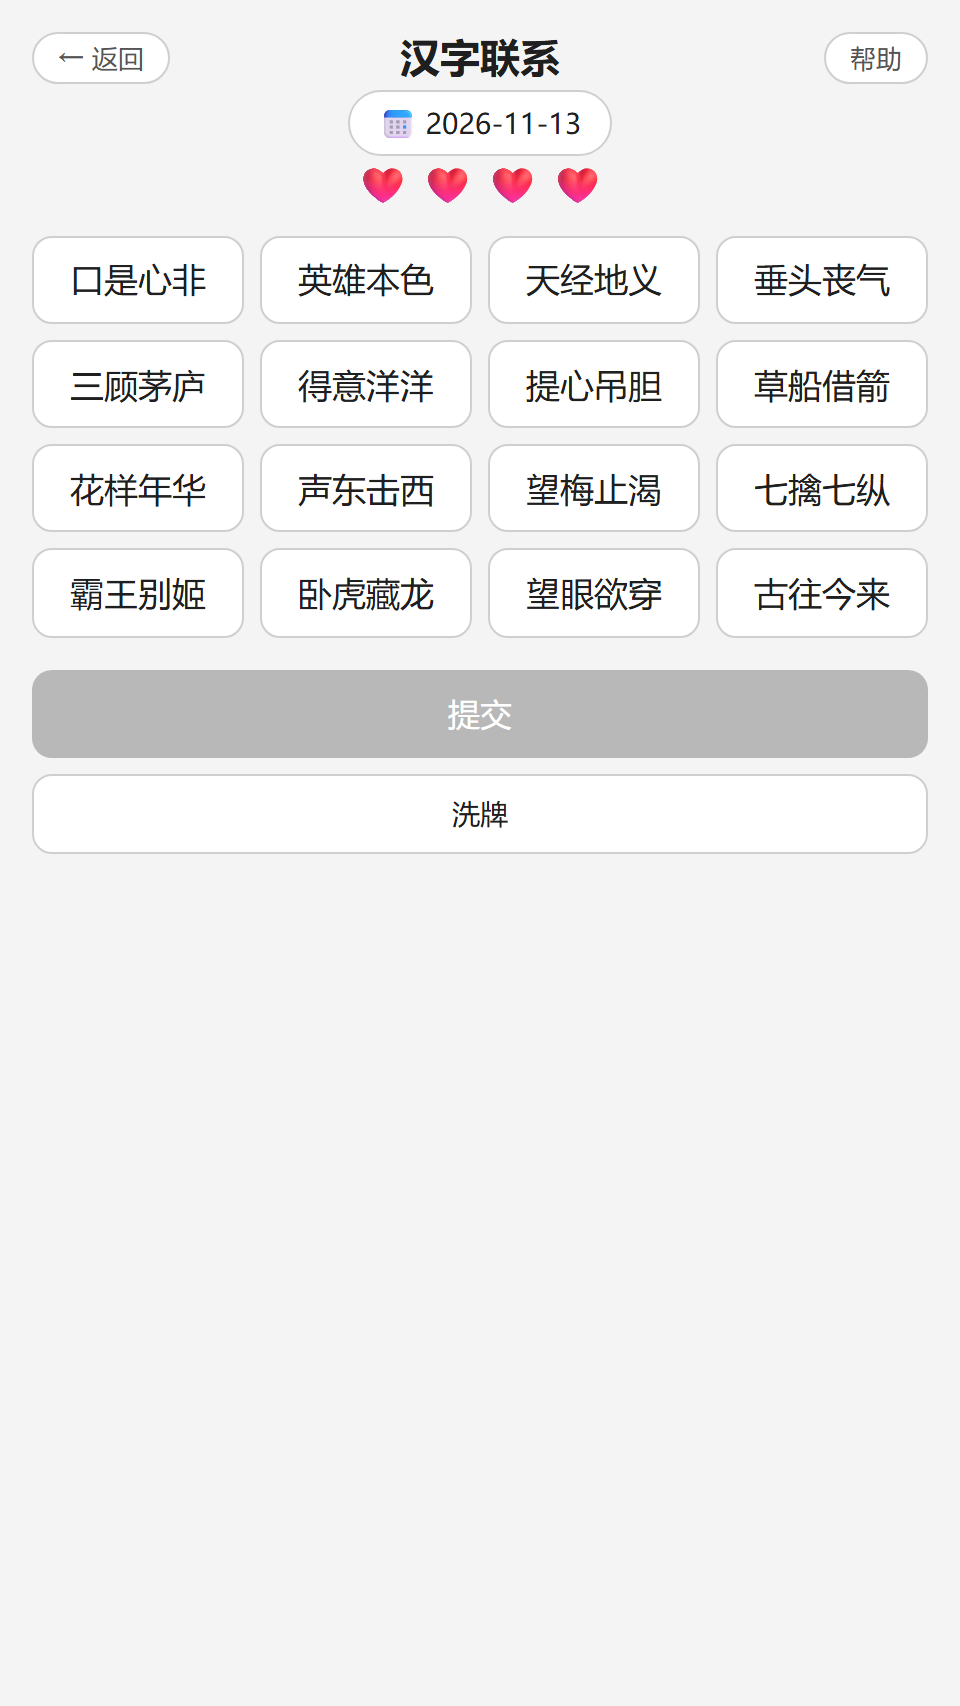 ← 返回
汉字联系
帮助
2026-11-13
口是心非
英雄本色
天经地义
垂头丧气
三顾茅庐
得意洋洋
提心吊胆
草船借箭
花样年华
声东击西
望梅止渴
七擒七纵
霸王别姬
卧虎藏龙
望眼欲穿
古往今来
提交
洗牌